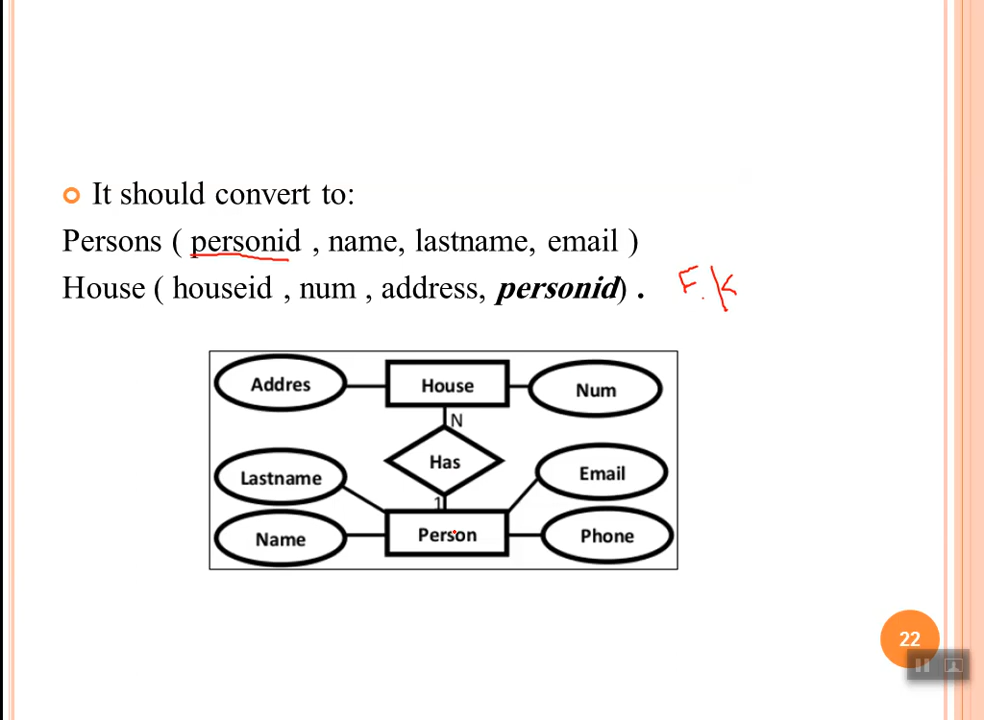 It should convert to:
Persons ( personid , name, lastname, email )
House ( houseid , num , address, personid) . F.K
Addres House Num
N
Has
Lastname Email
1
Name Person Phone
22